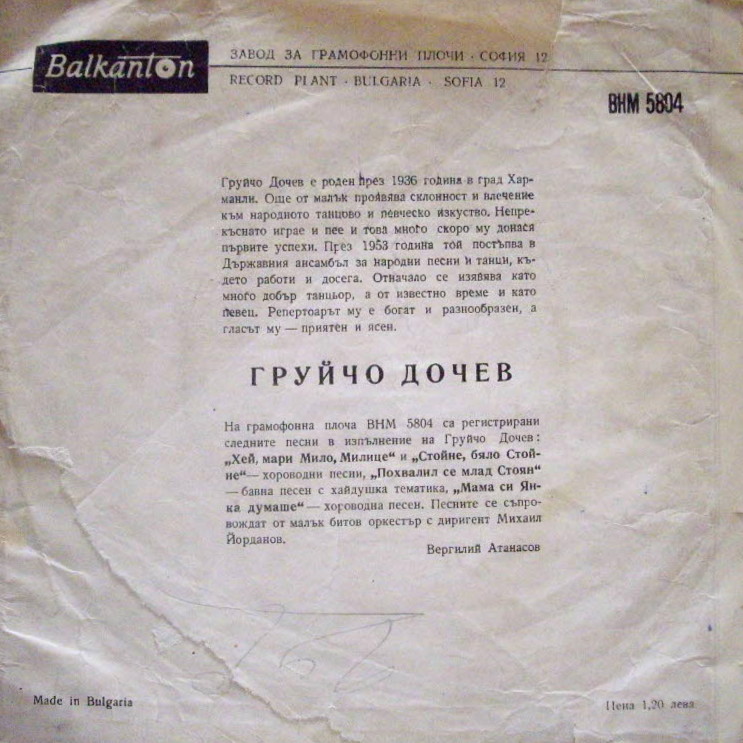 Balkanton
ЗАВОД ЗА ГРАМОФОННИ ПЛОЧИ · СОФИЯ 12
RECORD PLANT · BULGARIA · SOFIA 12
ВНМ 5804
Груйчо Дочев е роден през 1936 година в град Хар-
манли. Още от малък проявява склонност и влечение
към народното танцово и певческо изкуство. Непре-
къснато играе и пее и това много скоро му донася
първите успехи. През 1953 година той постъпва в
Държавния ансамбъл за народни песни и танци, къ-
дето работи и досега. Отначало се изявява като
много добър танцьор, а от известно време и като
певец. Репертоарът му е богат и разнообразен, а
гласът му — приятен и ясен.
ГРУЙЧО ДОЧЕВ
На грамофонна плоча ВНМ 5804 са регистрирани
следните песни в изпълнение на Груйчо Дочев:
„Хей, мари Мило, Милице“ и „Стойне, бяло Стой-
не“ — хороводни песни, „Похвалил се млад Стоян“
— бавна песен с хайдушка тематика, „Мама си Ян-
ка думаше“ — хороводна песен. Песните се съпро-
вождат от малък битов оркестър с диригент Михаил
Йорданов.
Вергилий Атанасов
Made in Bulgaria
Цена 1,20 лева